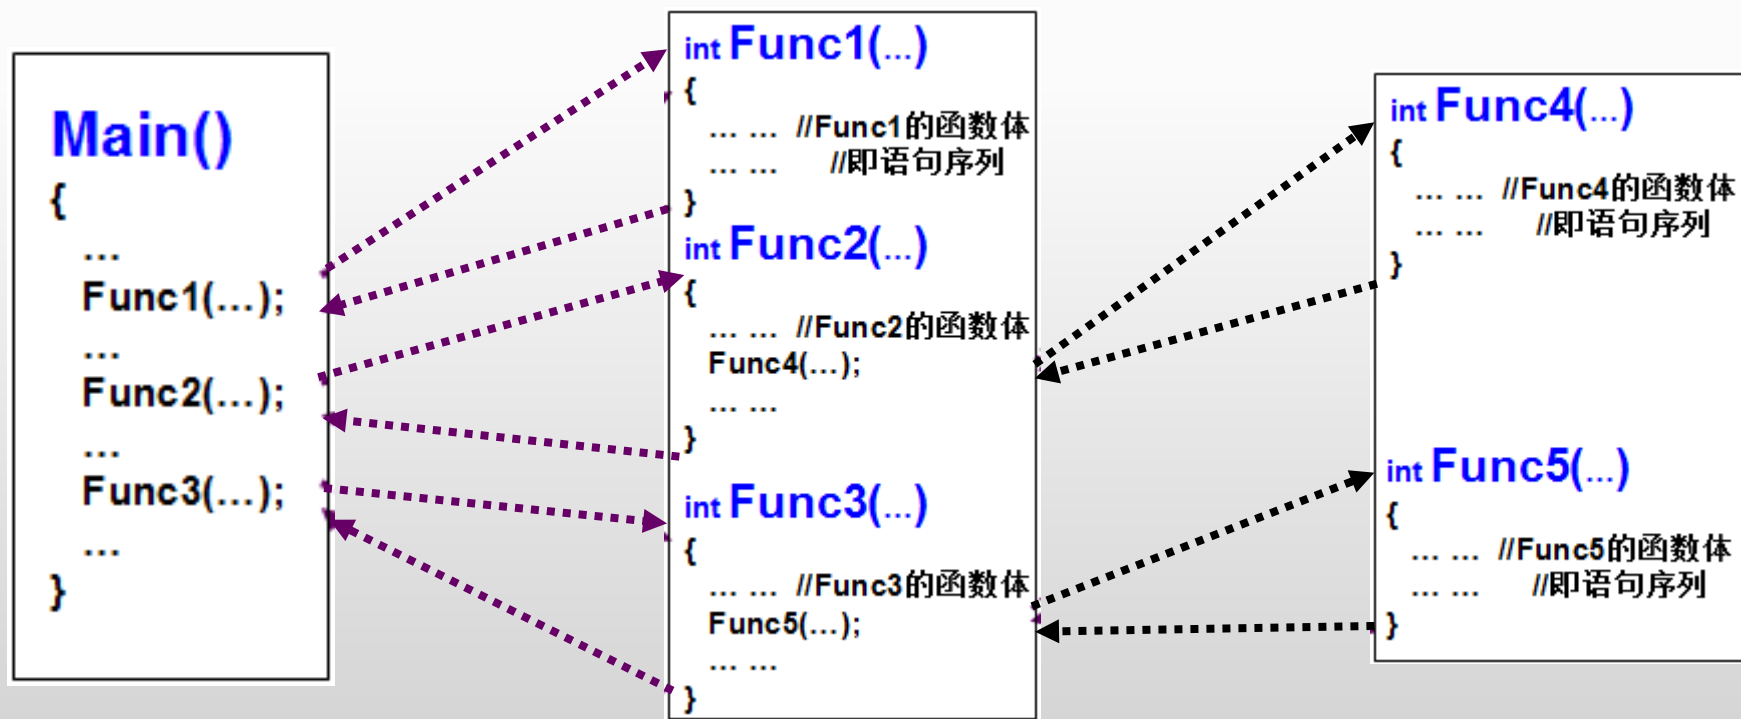 Main()
{
...
Func1(...);
...
Func2(...);
...
Func3(...);
...
}
int Func1(...)
{
... ... //Func1的函数体
... ... //即语句序列
}
int Func2(...)
{
... ... //Func2的函数体
Func4(...);
... ...
}
int Func3(...)
{
... ... //Func3的函数体
Func5(...);
... ...
}
int Func4(...)
{
... ... //Func4的函数体
... ... //即语句序列
}
int Func5(...)
{
... ... //Func5的函数体
... ... //即语句序列
}